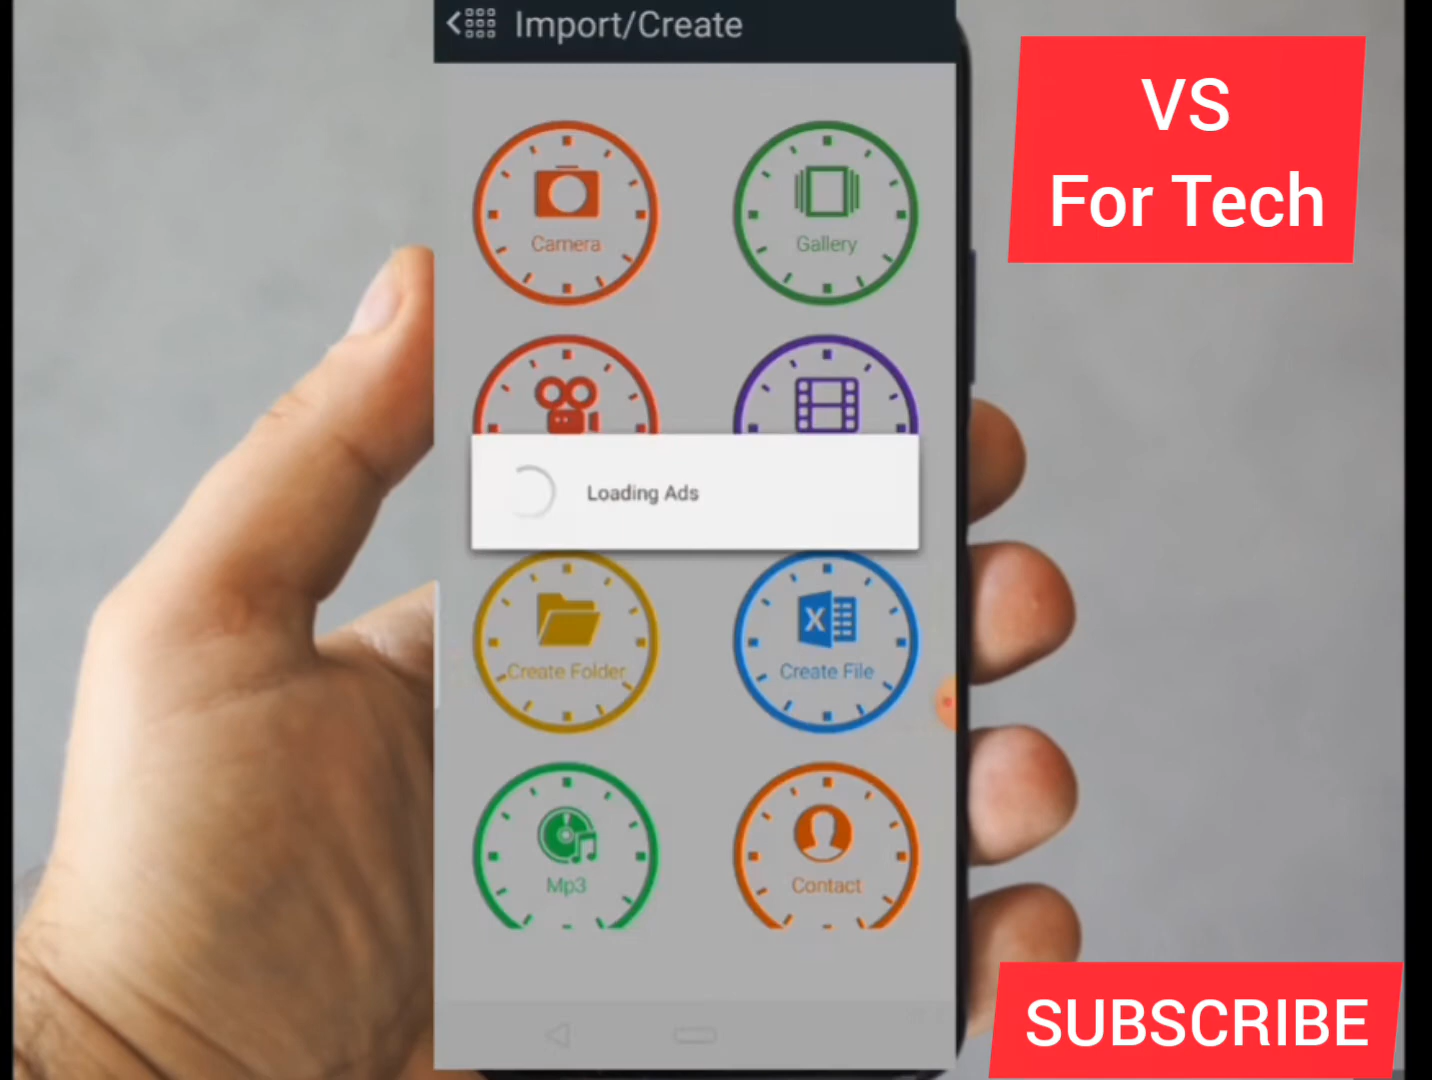 Import/Create
VS
For Tech
Camera
Gallery
Loading Ads
Create Folder
X
Create File
Mp3
Contact
SUBSCRIBE